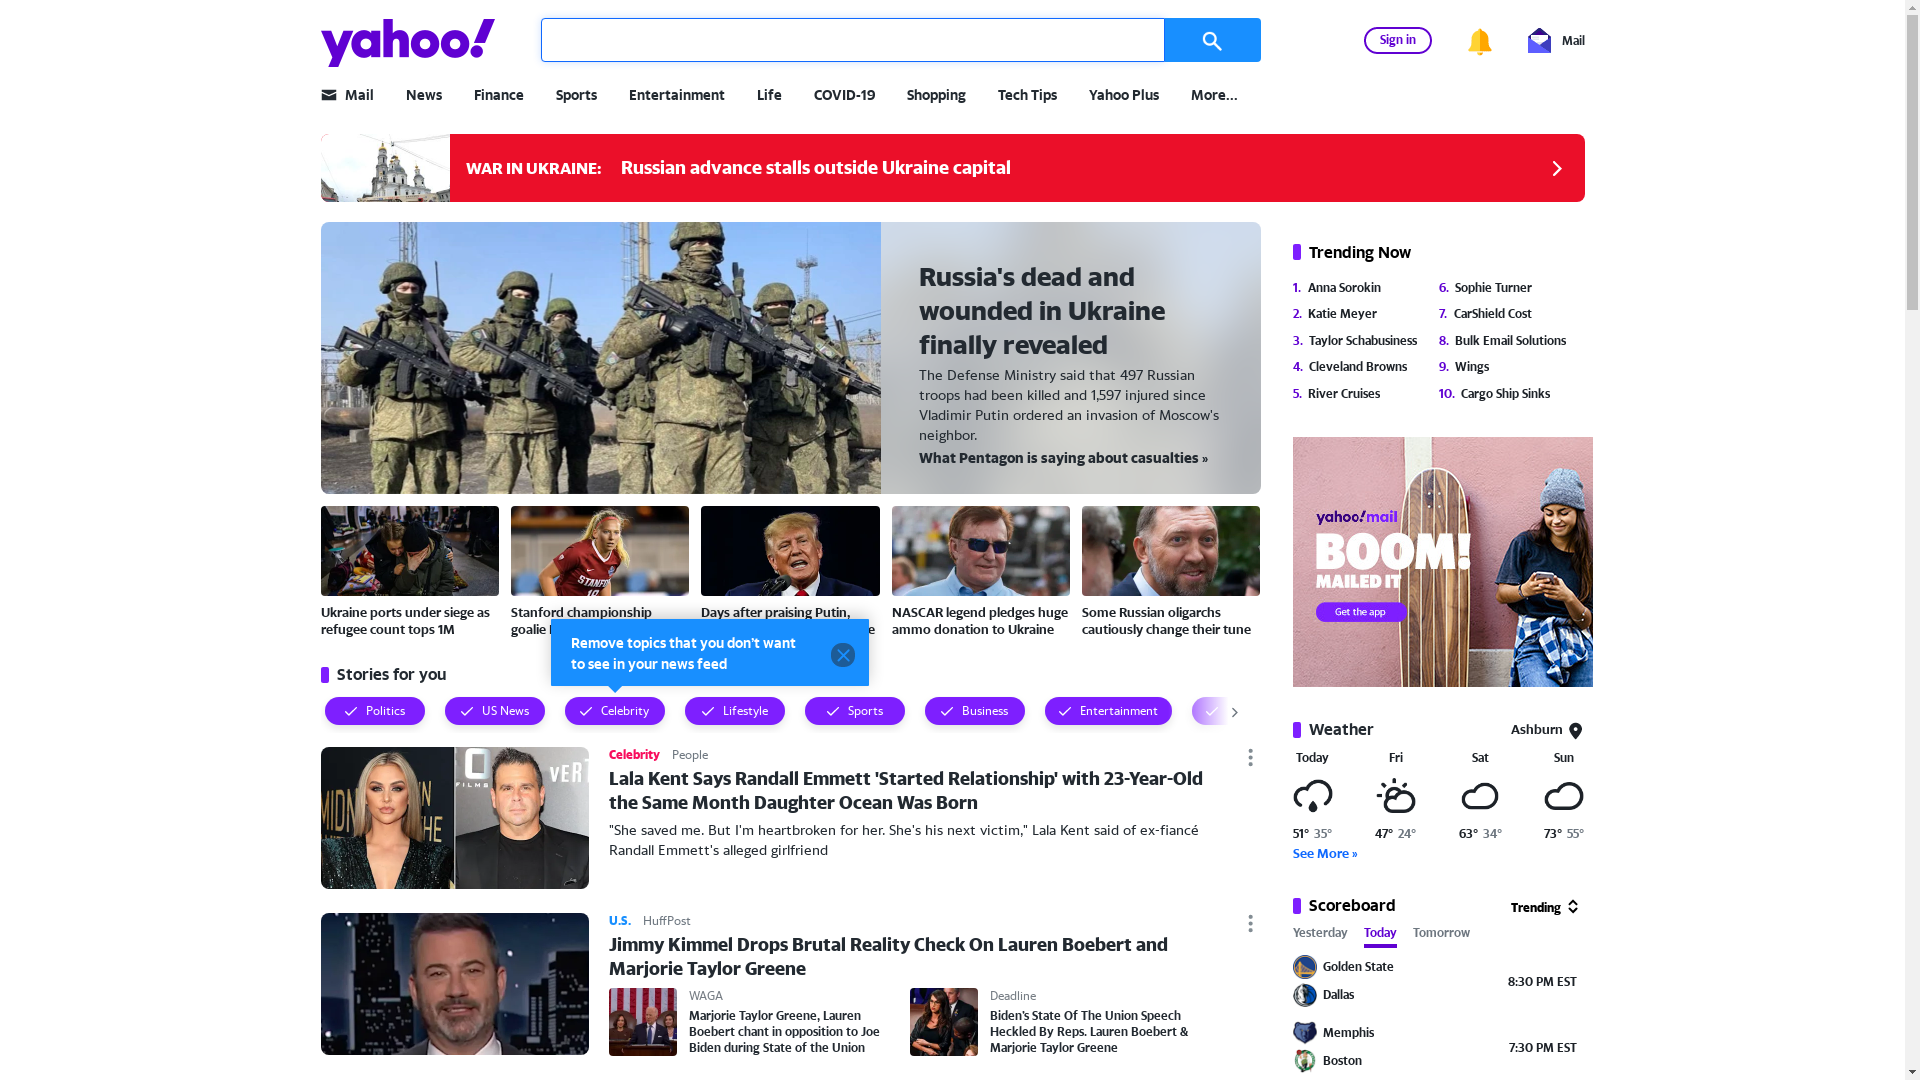 yahoo!
Sign in
Mail
Mail
News
Finance
Sports
Entertainment
Life
COVID-19
Shopping
Tech Tips
Yahoo Plus
More...
WAR IN UKRAINE:
Russian advance stalls outside Ukraine capital
Russia's dead and
wounded in Ukraine
finally revealed
The Defense Ministry said that 497 Russian
troops had been killed and 1,597 injured since
Vladimir Putin ordered an invasion of Moscow's
neighbor.
What Pentagon is saying about casualties »
Ukraine ports under siege as
refugee count tops 1M
Stanford championship
goalie
Days after praising Putin,
NASCAR legend pledges huge
ammo donation to Ukraine
Some Russian oligarchs
cautiously change their tune
Remove topics that you don't want
to see in your news feed
Stories for you
Politics
US News
Celebrity
Lifestyle
Sports
Business
Entertainment
Celebrity People
Lala Kent Says Randall Emmett 'Started Relationship' with 23-Year-Old
the Same Month Daughter Ocean Was Born
"She saved me. But I'm heartbroken for her. She's his next victim," Lala Kent said of ex-fiancé
Randall Emmett's alleged girlfriend
U.S. HuffPost
Jimmy Kimmel Drops Brutal Reality Check On Lauren Boebert and
Marjorie Taylor Greene
WAGA
Marjorie Taylor Greene, Lauren
Boebert chant in opposition to Joe
Biden during State of the Union
Deadline
Biden's State Of The Union Speech
Heckled By Reps. Lauren Boebert &
Marjorie Taylor Greene
Trending Now
1. Anna Sorokin
2. Katie Meyer
3. Taylor Schabusiness
4. Cleveland Browns
5. River Cruises
6. Sophie Turner
7. CarShield Cost
8. Bulk Email Solutions
9. Wings
10. Cargo Ship Sinks
yahoo!mail
BOOM!
MAILED IT
Get the app
Weather
Ashburn
Today
Fri
Sat
Sun
51° 35°
47° 24°
63° 34°
73° 55°
See More »
Scoreboard
Trending
Yesterday
Today
Tomorrow
Golden State
Dallas
8:30 PM EST
Memphis
Boston
7:30 PM EST